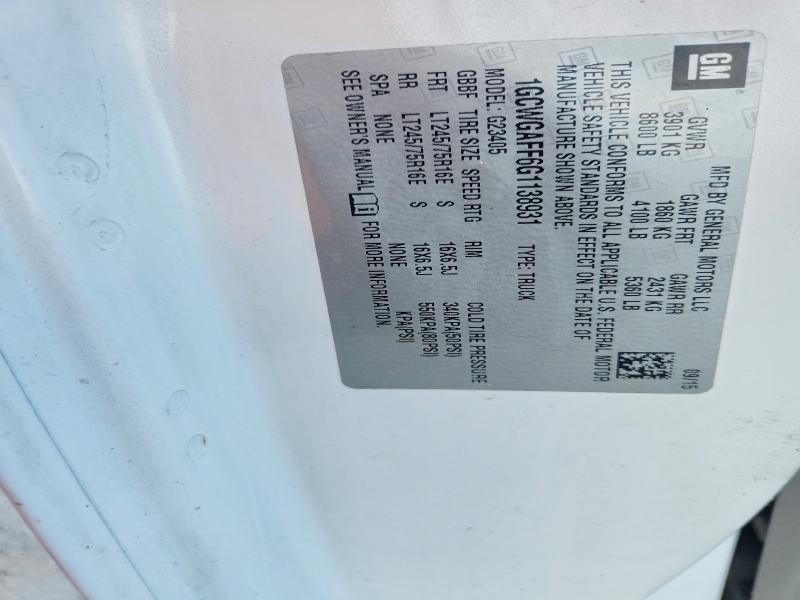 GM
MFD BY GENERAL MOTORS LLC 09/15
GVWR GAWR FRT GAWR RR
3901 KG 1860 KG 2431 KG
8600 LB 4100 LB 5360 LB
THIS VEHICLE CONFORMS TO ALL APPLICABLE U.S. FEDERAL MOTOR
VEHICLE SAFETY STANDARDS IN EFFECT ON THE DATE OF
MANUFACTURE SHOWN ABOVE.
1GCWGAFF6G1138931 TYPE: TRUCK
MODEL: G23405
GBBF TIRE SIZE SPEED RTG RIM COLD TIRE PRESSURE
FRT LT245/75R16E S 16X6.5J 340KPA(50PSI)
RR LT245/75R16E S 16X6.5J 550KPA(80PSI)
SPA NONE NONE KPA(PSI)
SEE OWNER'S MANUAL FOR MORE INFORMATION.